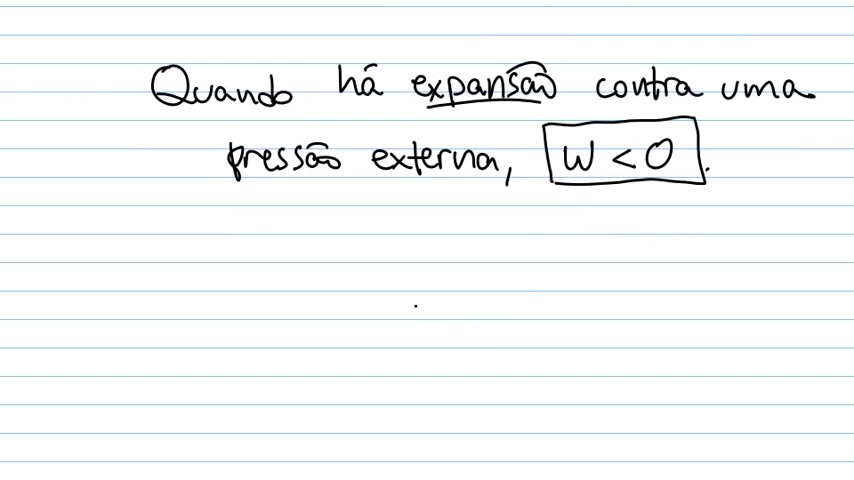 Quando há expansão contra uma
pressão externa, W < 0.